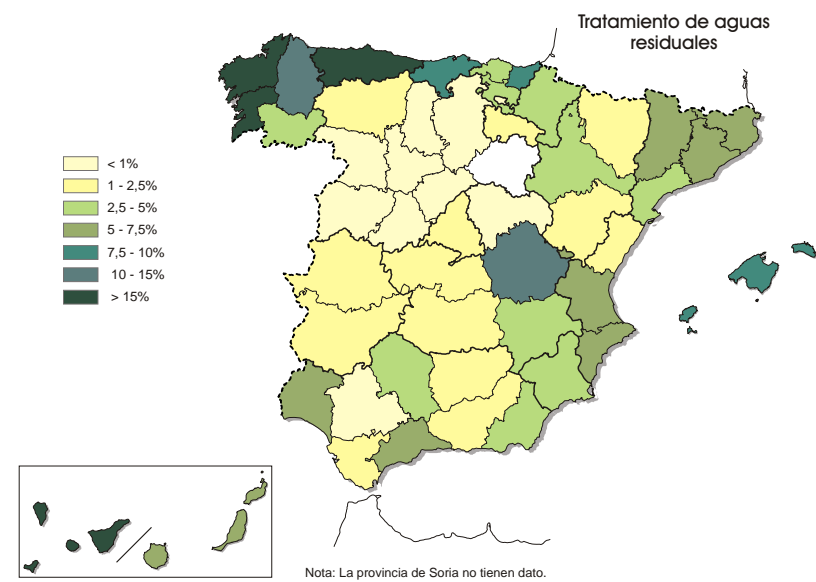 Tratamiento de aguas
residuales
< 1%
1 - 2,5%
2,5 - 5%
5 - 7,5%
7,5 - 10%
10 - 15%
> 15%
Nota: La provincia de Soria no tienen dato.